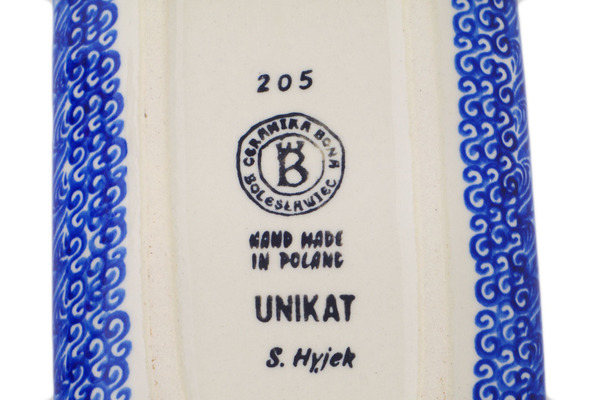 205
CERAMIKA BONA
B
BOLESŁAWIEC
HAND MADE
IN POLAND
UNIKAT
S. Hyjek